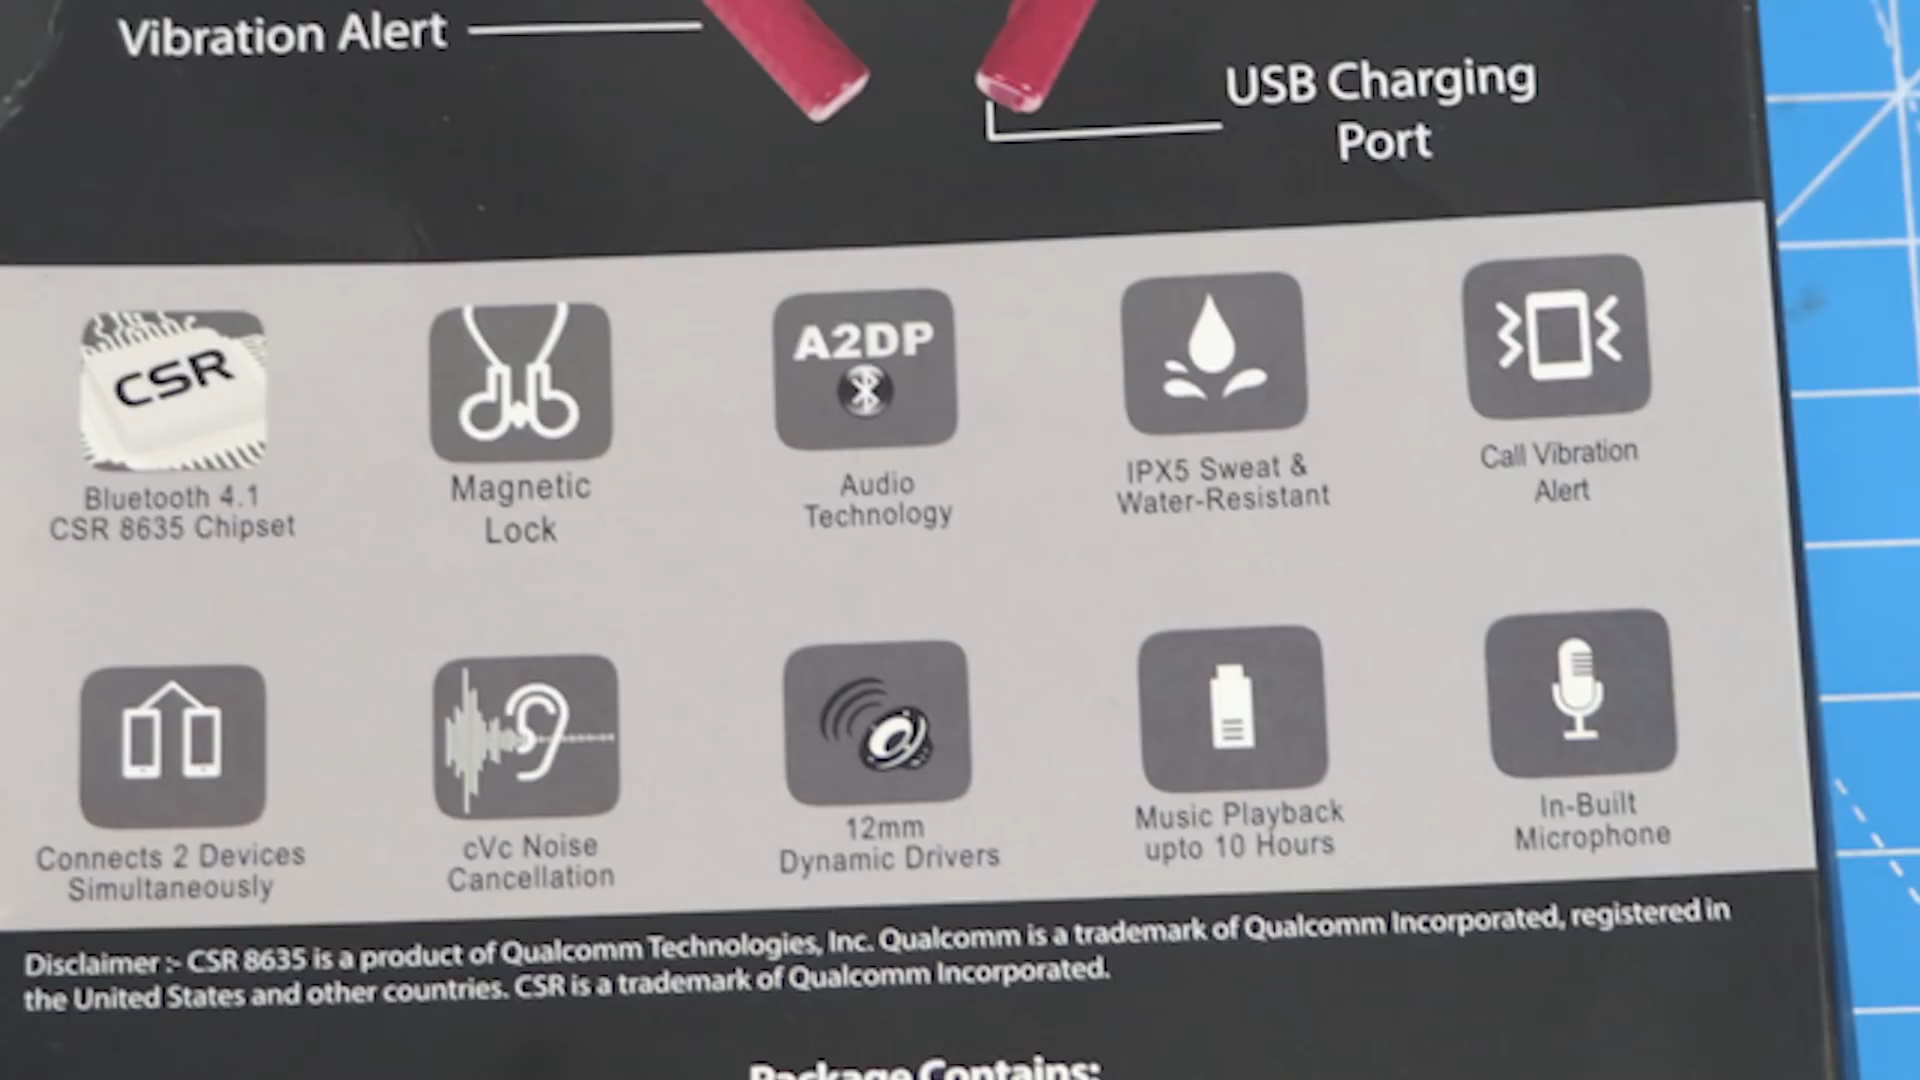 Vibration Alert
USB Charging
Port
CSR
A2DP
Bluetooth 4.1
CSR 8635 Chipset
Magnetic
Lock
Audio
Technology
IPX5 Sweat &
Water-Resistant
Call Vibration
Alert
Connects 2 Devices
Simultaneously
cVc Noise
Cancellation
12mm
Dynamic Drivers
Music Playback
upto 10 Hours
In-Built
Microphone
Disclaimer :- CSR 8635 is a product of Qualcomm Technologies, Inc. Qualcomm is a trademark of Qualcomm Incorporated, registered in
the United States and other countries. CSR is a trademark of Qualcomm Incorporated.
Package Contains: